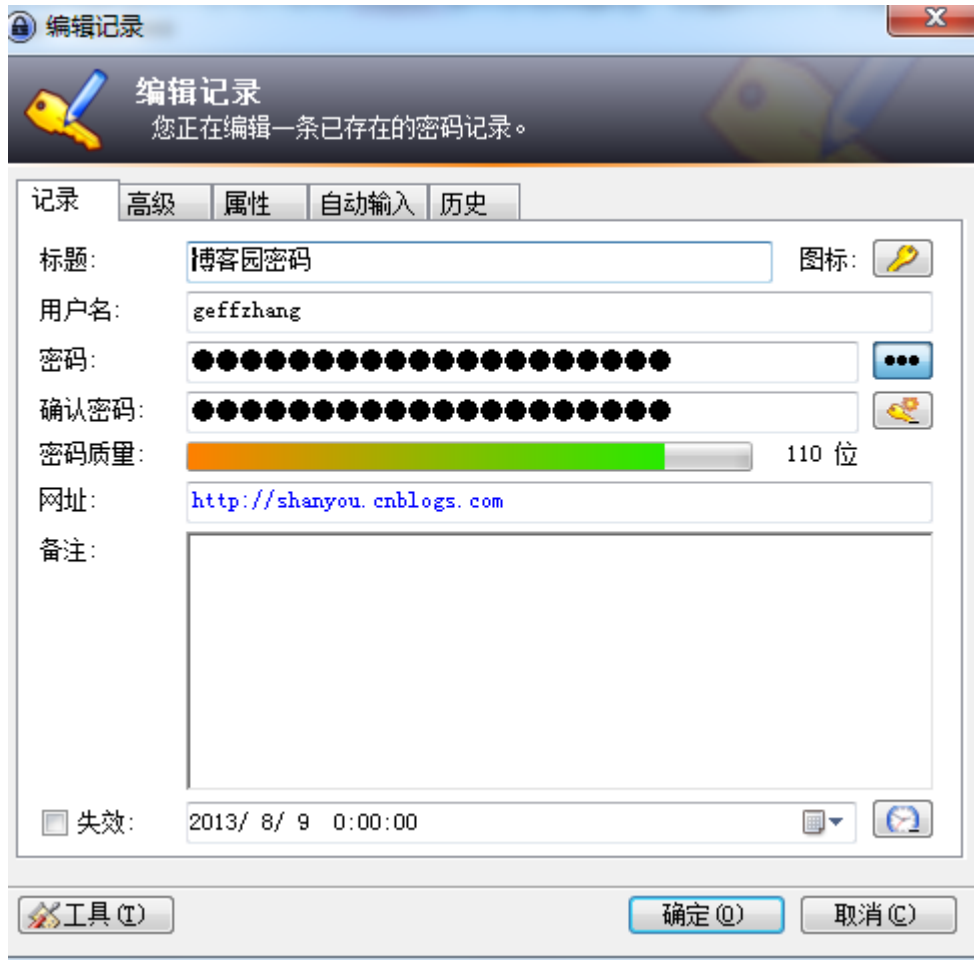 编辑记录
X
编辑记录
您正在编辑一条已存在的密码记录。
记录 高级 属性 自动输入 历史
标题: 博客园密码 图标:
用户名: geffzhang
密码: ●●●●●●●●●●●●●●●●●●●●
确认密码: ●●●●●●●●●●●●●●●●●●●●
密码质量: 110 位
网址: http://shanyou.cnblogs.com
备注:
失效: 2013/ 8/ 9 0:00:00
工具(T) 确定(O) 取消(C)